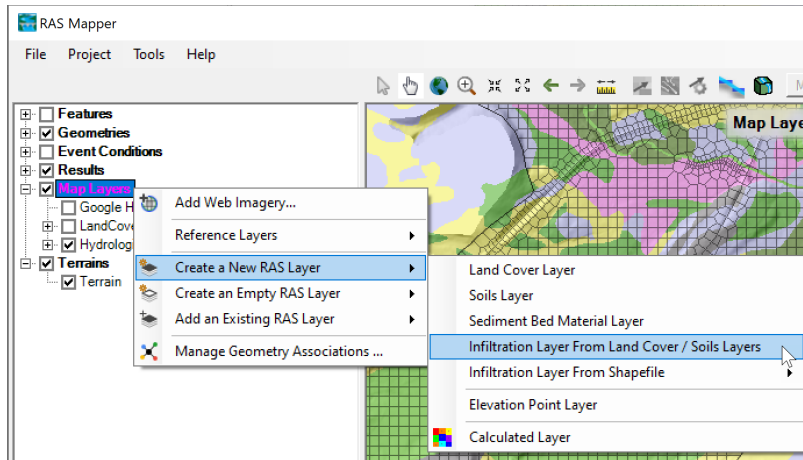 RAS Mapper
File Project Tools Help
M
Map Laye
Features
Geometries
Event Conditions
Results
Map Layers
Google H
LandCove
Hydrolog
Terrains
Terrain
Add Web Imagery...
Reference Layers
Create a New RAS Layer
Create an Empty RAS Layer
Add an Existing RAS Layer
Manage Geometry Associations ...
Land Cover Layer
Soils Layer
Sediment Bed Material Layer
Infiltration Layer From Land Cover / Soils Layers
Infiltration Layer From Shapefile
Elevation Point Layer
Calculated Layer